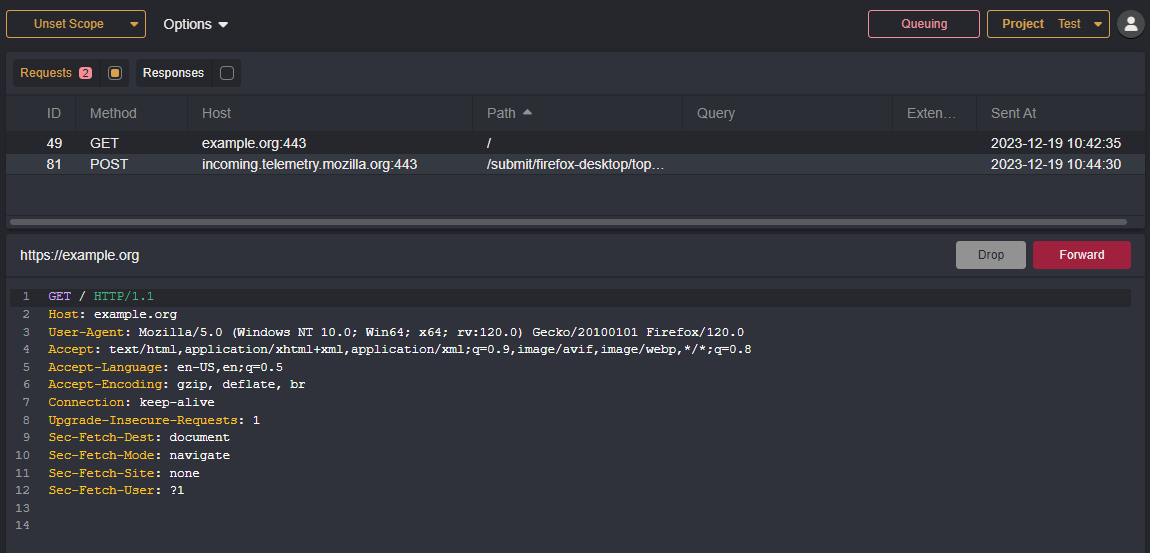 Unset Scope Options Queuing Project Test
Requests 2 Responses
ID Method Host Path Query Exten... Sent At
49 GET example.org:443 / 2023-12-19 10:42:35
81 POST incoming.telemetry.mozilla.org:443 /submit/firefox-desktop/top... 2023-12-19 10:44:30
https://example.org Drop Forward
1 GET / HTTP/1.1
2 Host: example.org
3 User-Agent: Mozilla/5.0 (Windows NT 10.0; Win64; x64; rv:120.0) Gecko/20100101 Firefox/120.0
4 Accept: text/html,application/xhtml+xml,application/xml;q=0.9,image/avif,image/webp,*/*;q=0.8
5 Accept-Language: en-US,en;q=0.5
6 Accept-Encoding: gzip, deflate, br
7 Connection: keep-alive
8 Upgrade-Insecure-Requests: 1
9 Sec-Fetch-Dest: document
10 Sec-Fetch-Mode: navigate
11 Sec-Fetch-Site: none
12 Sec-Fetch-User: ?1
13
14